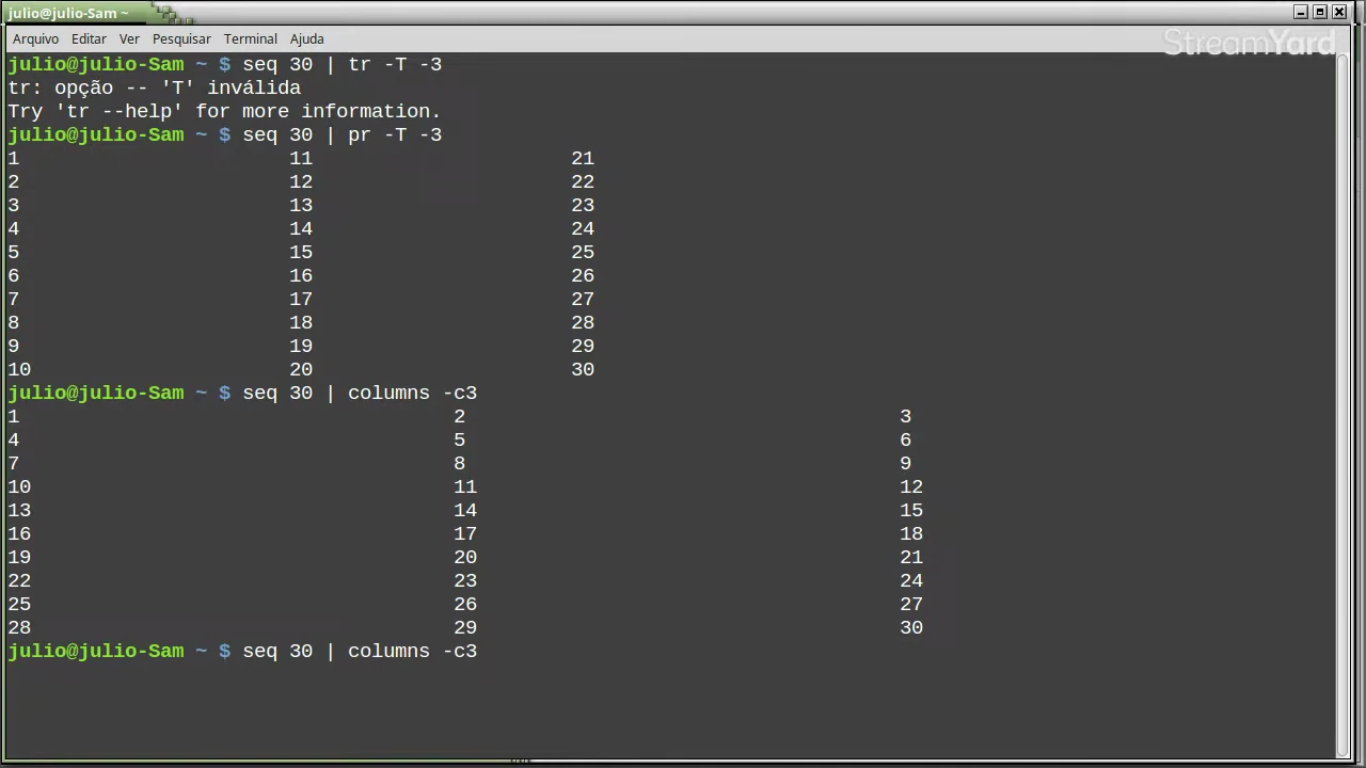 julio@julio-Sam ~
StreamYard
Arquivo Editar Ver Pesquisar Terminal Ajuda
julio@julio-Sam ~ $ seq 30 | tr -T -3
tr: opção -- 'T' inválida
Try 'tr --help' for more information.
julio@julio-Sam ~ $ seq 30 | pr -T -3
1 11 21
2 12 22
3 13 23
4 14 24
5 15 25
6 16 26
7 17 27
8 18 28
9 19 29
10 20 30
julio@julio-Sam ~ $ seq 30 | columns -c3
1 2 3
4 5 6
7 8 9
10 11 12
13 14 15
16 17 18
19 20 21
22 23 24
25 26 27
28 29 30
julio@julio-Sam ~ $ seq 30 | columns -c3